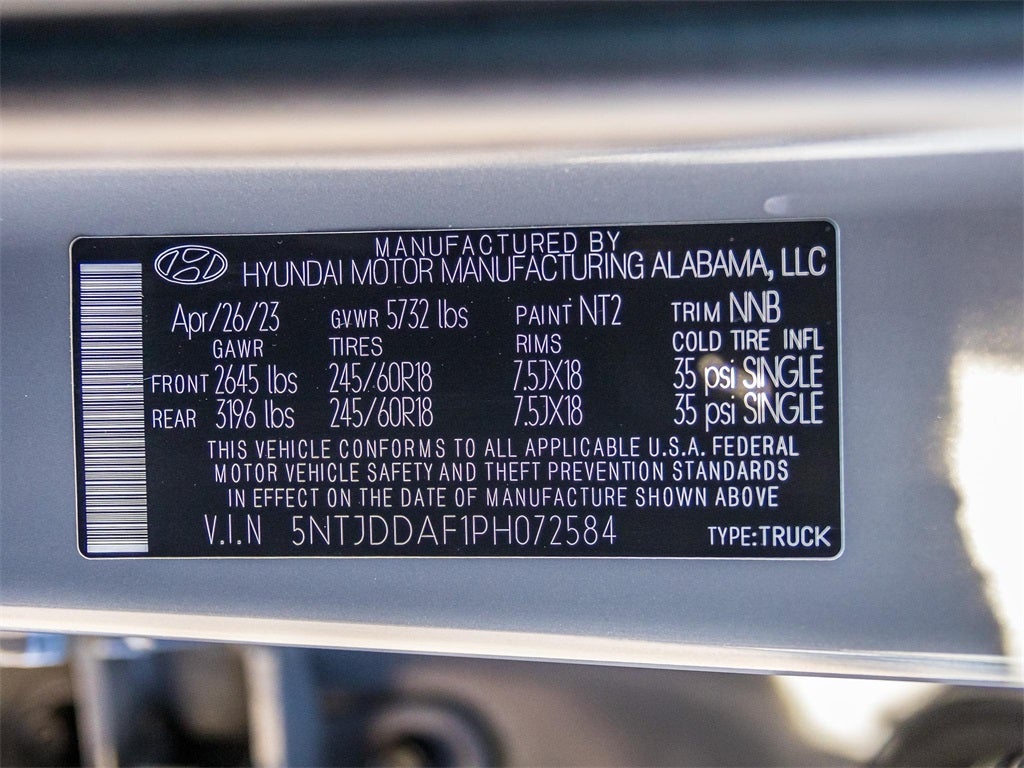 MANUFACTURED BY
HYUNDAI MOTOR MANUFACTURING ALABAMA, LLC
Apr/26/23 GVWR 5732 lbs PAINT NT2 TRIM NNB
GAWR TIRES RIMS COLD TIRE INFL
FRONT 2645 lbs 245/60R18 7.5JX18 35 psi SINGLE
REAR 3196 lbs 245/60R18 7.5JX18 35 psi SINGLE
THIS VEHICLE CONFORMS TO ALL APPLICABLE U.S.A. FEDERAL
MOTOR VEHICLE SAFETY AND THEFT PREVENTION STANDARDS
IN EFFECT ON THE DATE OF MANUFACTURE SHOWN ABOVE
V.I.N 5NTJDDAF1PH072584 TYPE:TRUCK